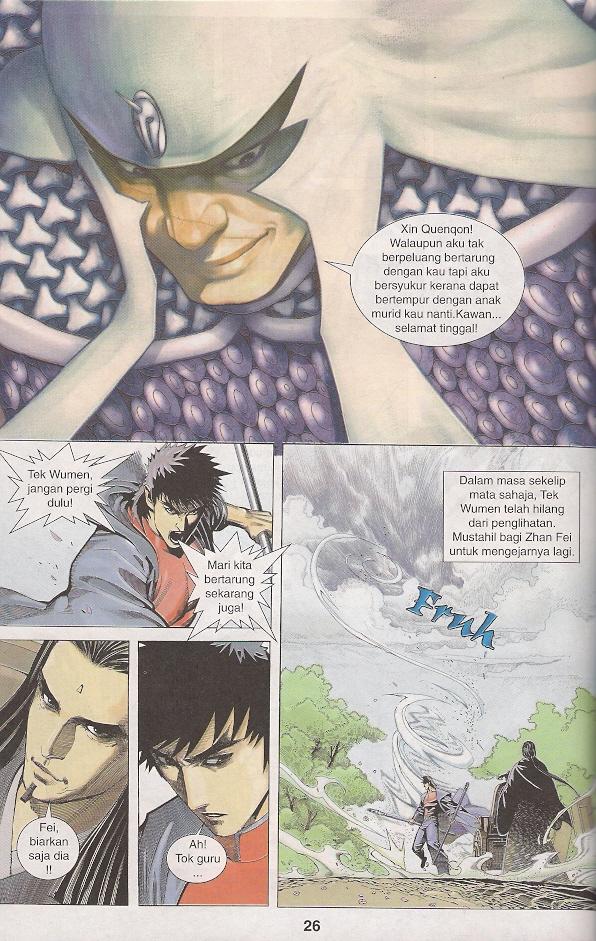 Xin Quenqon!
Walaupun aku tak
berpeluang bertarung
dengan kau tapi aku
bersyukur kerana dapat
bertempur dengan anak
murid kau nanti.Kawan...
selamat tinggal!
Tek Wumen,
jangan pergi
dulu!
Mari kita
bertarung
sekarang
juga!
Dalam masa sekelip
mata sahaja, Tek
Wumen telah hilang
dari penglihatan.
Mustahil bagi Zhan Fei
untuk mengejarnya lagi.
Fruh
Fei,
biarkan
saja dia
!!
Ah!
Tok guru
...
26